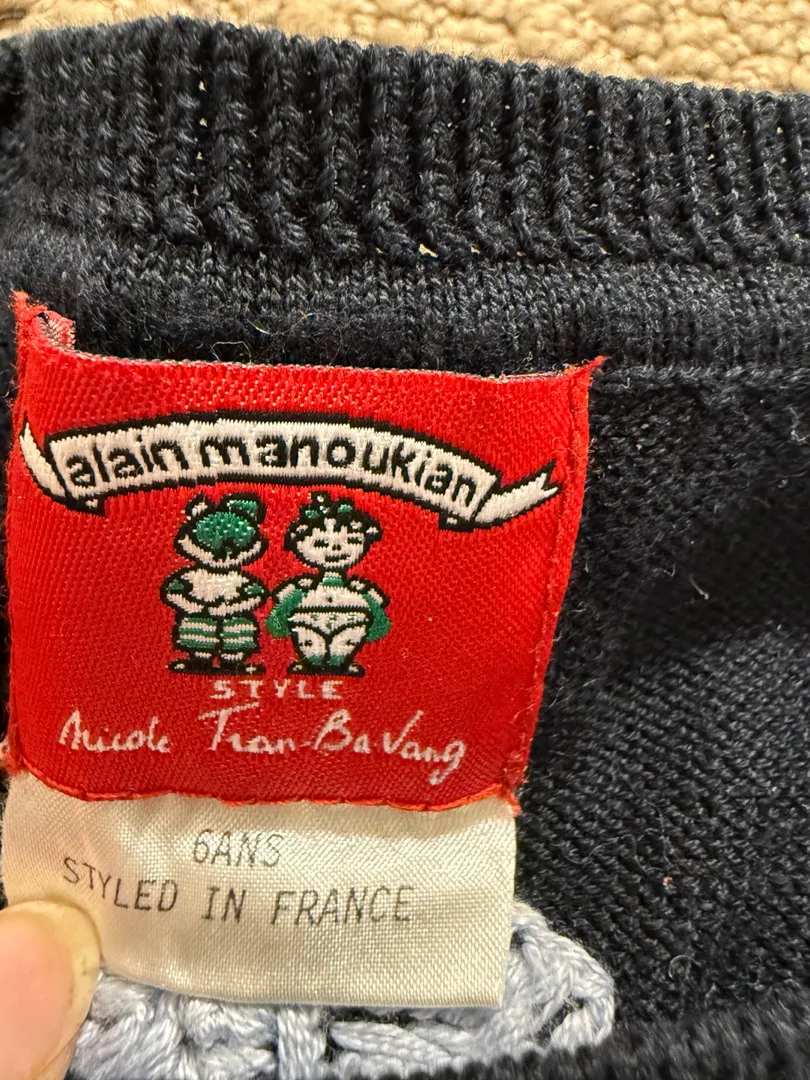 alain manoukian
STYLE
Nicole Tran-Ba Vang
6ANS
STYLED IN FRANCE